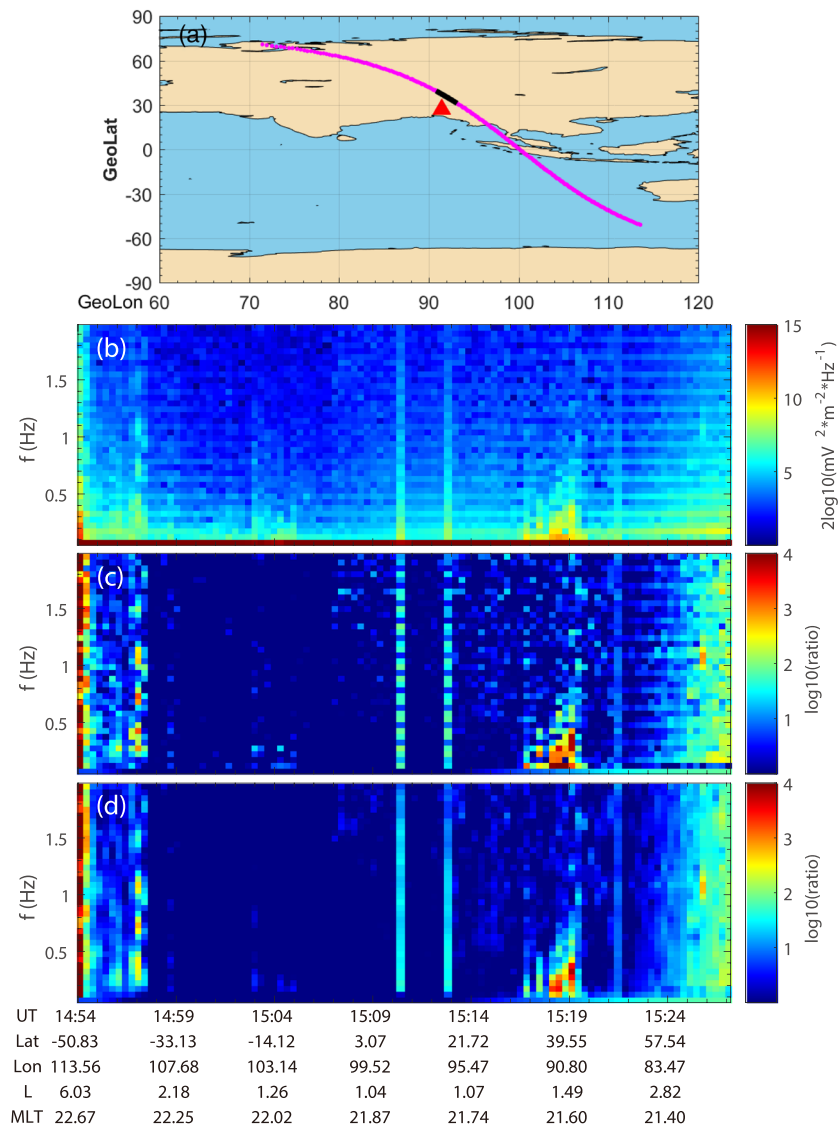 90
(a)
60
30
0
-30
-60
-90
GeoLat
GeoLon 60 70 80 90 100 110 120
(b)
1.5
1
0.5
f (Hz)
15
10
5
2log10(mV 2*m-2*Hz-1)
(c)
1.5
1
0.5
f (Hz)
4
3
2
1
log10(ratio)
(d)
1.5
1
0.5
f (Hz)
4
3
2
1
log10(ratio)
UT 14:54 14:59 15:04 15:09 15:14 15:19 15:24
Lat -50.83 -33.13 -14.12 3.07 21.72 39.55 57.54
Lon 113.56 107.68 103.14 99.52 95.47 90.80 83.47
L 6.03 2.18 1.26 1.04 1.07 1.49 2.82
MLT 22.67 22.25 22.02 21.87 21.74 21.60 21.40